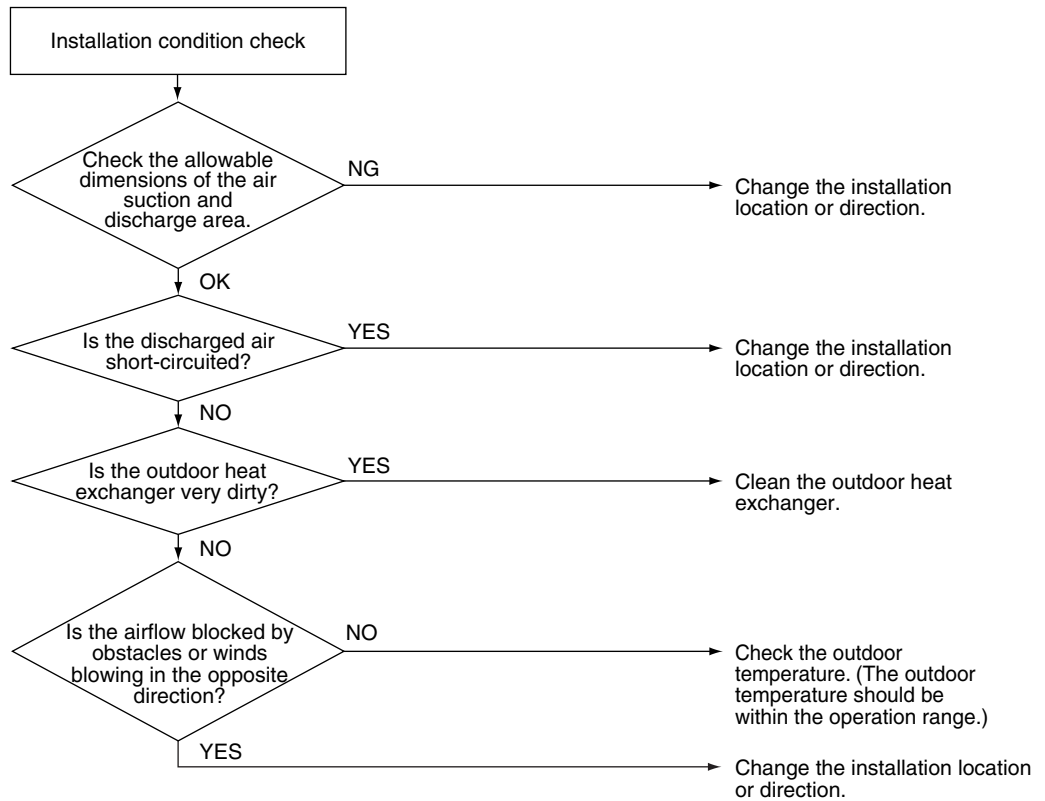 Installation condition check
Check the allowable
dimensions of the air
suction and
discharge area.
NG
Change the installation
location or direction.
OK
Is the discharged air
short-circuited?
YES
Change the installation
location or direction.
NO
Is the outdoor heat
exchanger very dirty?
YES
Clean the outdoor heat
exchanger.
NO
Is the airflow blocked by
obstacles or winds
blowing in the opposite
direction?
NO
Check the outdoor
temperature. (The outdoor
temperature should be
within the operation range.)
YES
Change the installation location
or direction.